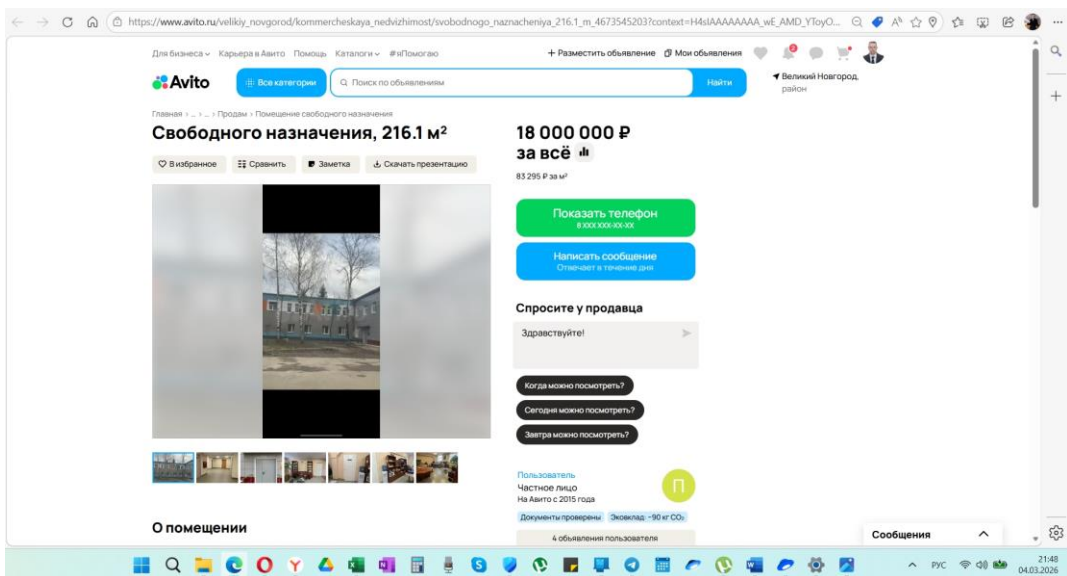 https://www.avito.ru/velikiy_novgorod/kommercheskaya_nedvizhimost/svobodnogo_naznacheniya_216.1_m_4673545203?context=H4sIAAAAAAAA_wE_AMD_YToyO...
Для бизнеса Карьера в Авито Помощь Каталоги #яПомогаю
+ Разместить объявление Мои объявления
Avito
Все категории
Поиск по объявлениям
Найти
Великий Новгород,
район
Главная > ... > ... > Продам > Помещение свободного назначения
Свободного назначения, 216.1 м²
В избранное Сравнить Заметка Скачать презентацию
18 000 000 ₽
за всё
83 295 ₽ за м²
Показать телефон
8 XXX XXX-XX-XX
Написать сообщение
Отвечает в течение дня
Спросите у продавца
Здравствуйте!
Когда можно посмотреть?
Сегодня можно посмотреть?
Завтра можно посмотреть?
Пользователь
Частное лицо
На Авито с 2015 года
П
Документы проверены Эковклад −90 кг CO₂
4 объявления пользователя
О помещении
Сообщения
РУС
21:48
04.03.2026